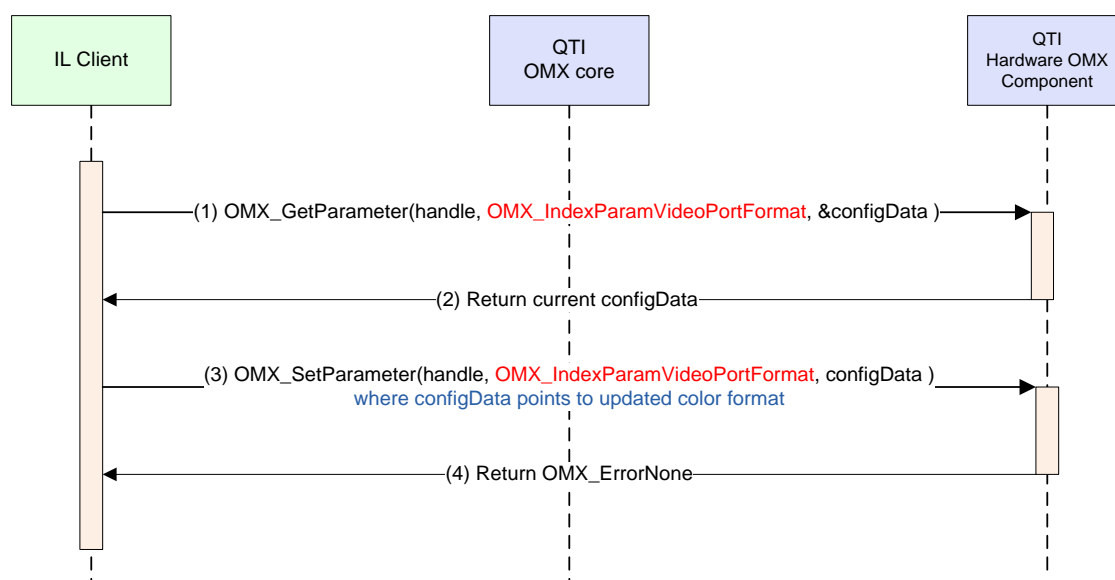 IL Client
QTI
OMX core
QTI
Hardware OMX
Component
(1) OMX_GetParameter(handle, OMX_IndexParamVideoPortFormat, &configData )
(2) Return current configData
(3) OMX_SetParameter(handle, OMX_IndexParamVideoPortFormat, configData )
where configData points to updated color format
(4) Return OMX_ErrorNone